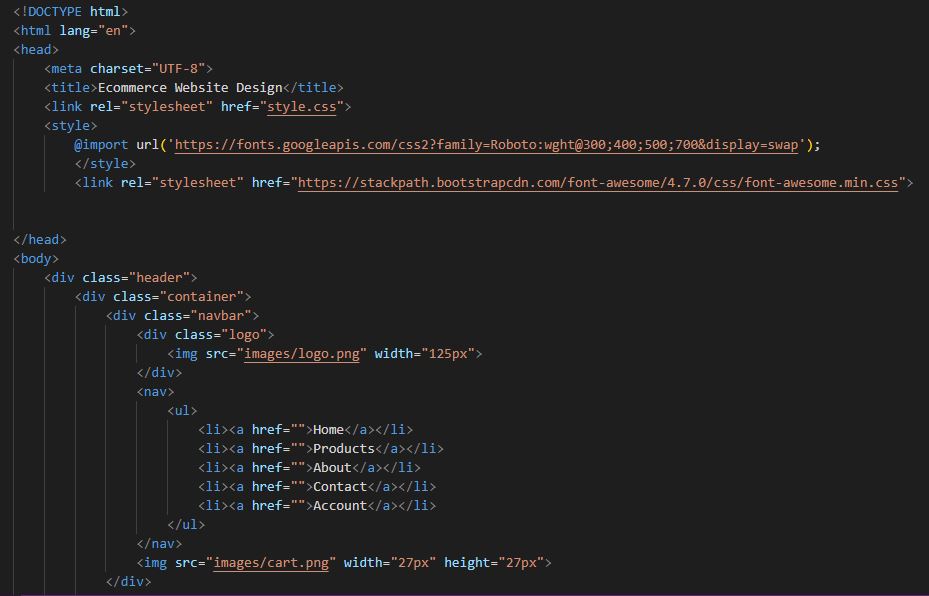 <!DOCTYPE html>
<html lang="en">
<head>
    <meta charset="UTF-8">
    <title>Ecommerce Website Design</title>
    <link rel="stylesheet" href="style.css">
    <style>
        @import url('https://fonts.googleapis.com/css2?family=Roboto:wght@300;400;500;700&display=swap');
        </style>
        <link rel="stylesheet" href="https://stackpath.bootstrapcdn.com/font-awesome/4.7.0/css/font-awesome.min.css">
</head>
<body>
    <div class="header">
        <div class="container">
            <div class="navbar">
                <div class="logo">
                    <img src="images/logo.png" width="125px">
                </div>
                <nav>
                    <ul>
                        <li><a href="">Home</a></li>
                        <li><a href="">Products</a></li>
                        <li><a href="">About</a></li>
                        <li><a href="">Contact</a></li>
                        <li><a href="">Account</a></li>
                    </ul>
                </nav>
                <img src="images/cart.png" width="27px" height="27px">
            </div>